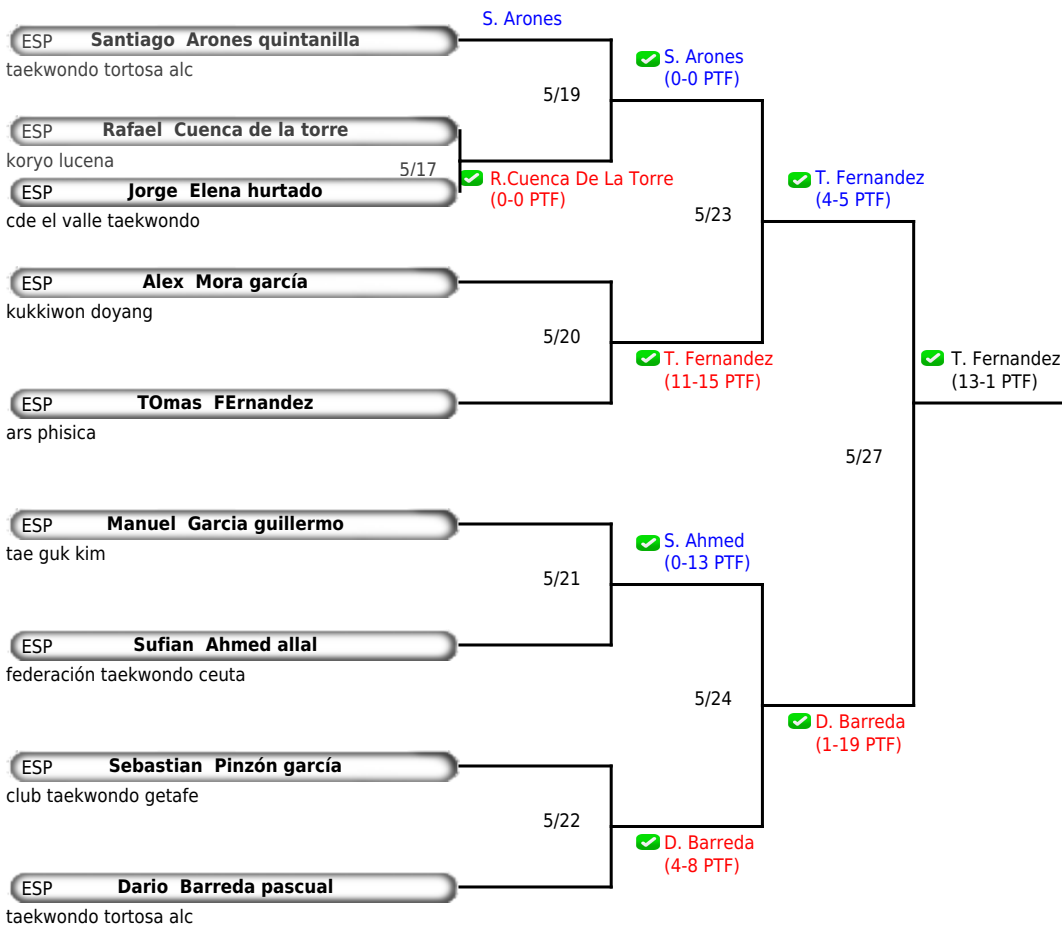 S. Arones
ESP Santiago Arones quintanilla
taekwondo tortosa alc
S. Arones
(0-0 PTF)
5/19
ESP Rafael Cuenca de la torre
koryo lucena
5/17
R.Cuenca De La Torre
(0-0 PTF)
ESP Jorge Elena hurtado
cde el valle taekwondo
T. Fernandez
(4-5 PTF)
5/23
ESP Alex Mora garcía
kukkiwon doyang
5/20
T. Fernandez
(11-15 PTF)
T. Fernandez
(13-1 PTF)
ESP TOmas FErnandez
ars phisica
5/27
ESP Manuel Garcia guillermo
tae guk kim
S. Ahmed
(0-13 PTF)
5/21
ESP Sufian Ahmed allal
federación taekwondo ceuta
5/24
D. Barreda
(1-19 PTF)
ESP Sebastian Pinzón garcía
club taekwondo getafe
5/22
D. Barreda
(4-8 PTF)
ESP Dario Barreda pascual
taekwondo tortosa alc